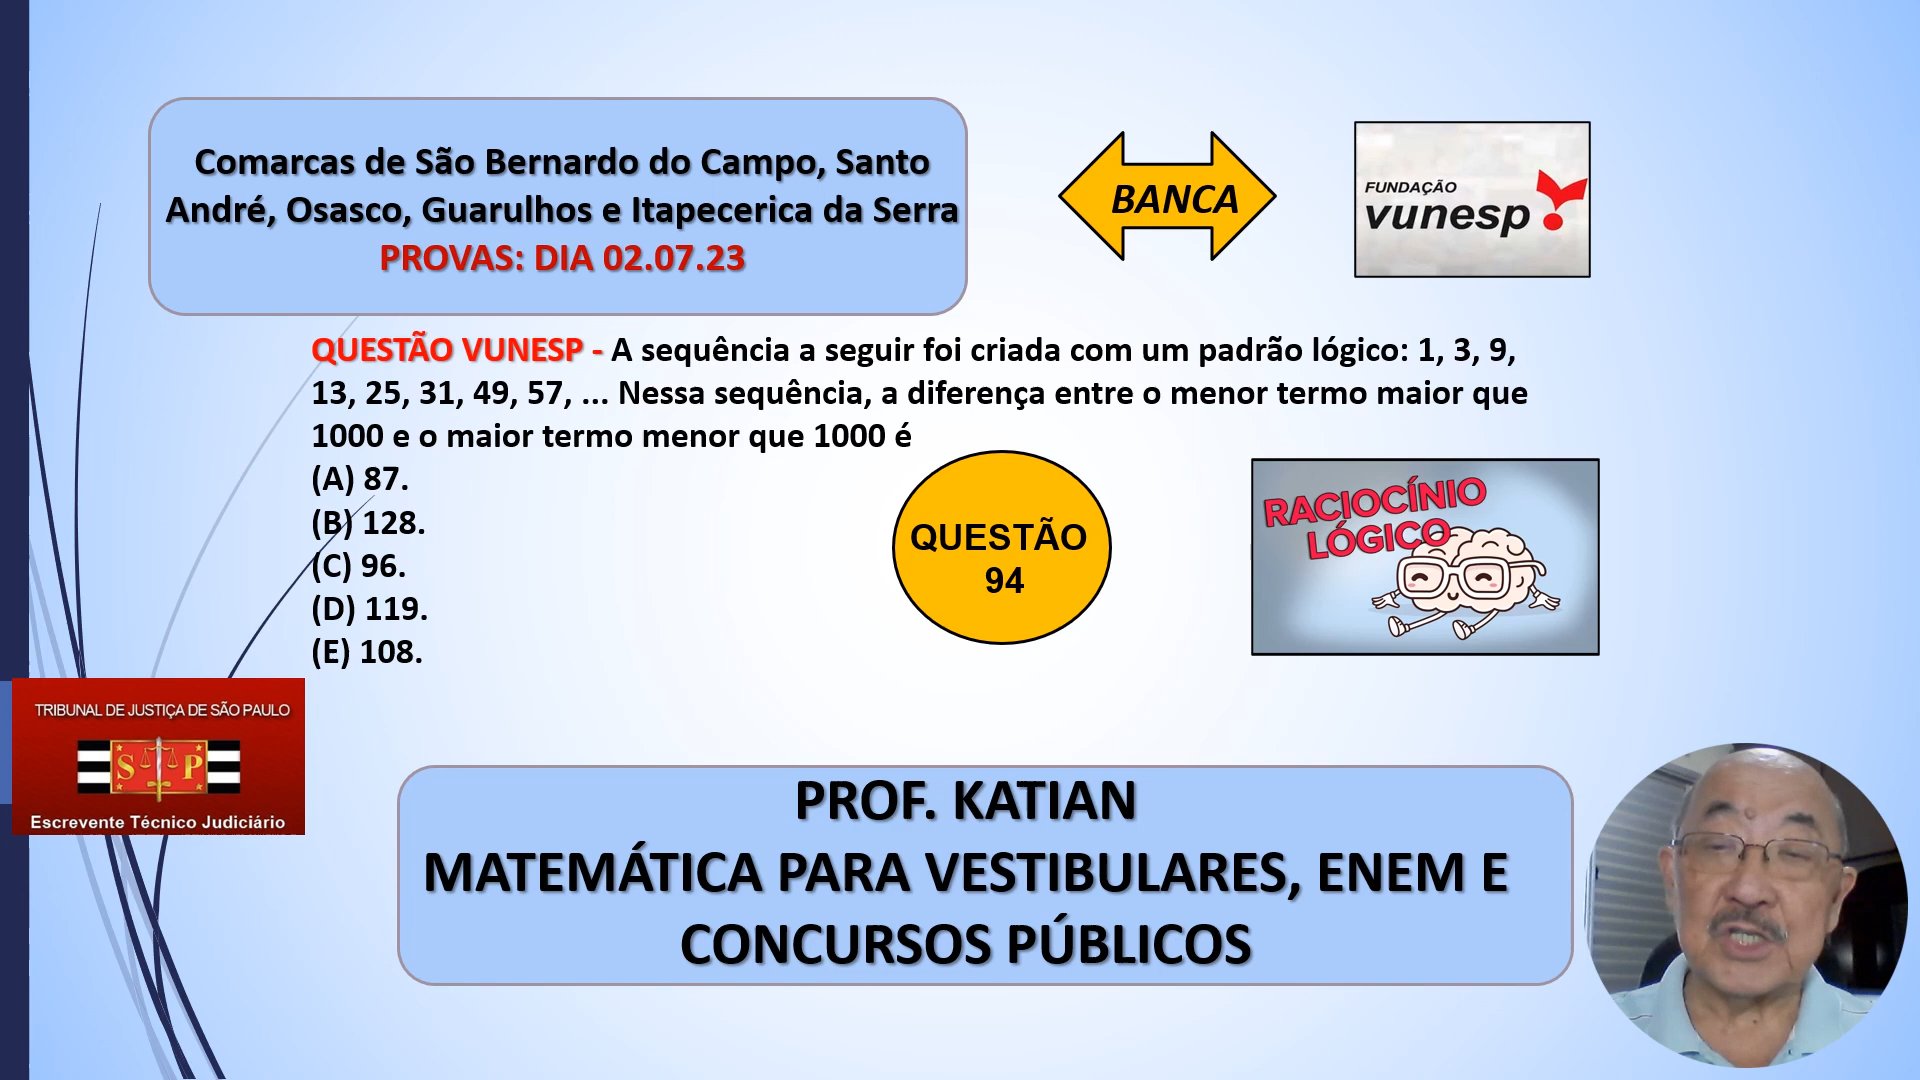 Comarcas de São Bernardo do Campo, Santo
André, Osasco, Guarulhos e Itapecerica da Serra
PROVAS: DIA 02.07.23
BANCA
FUNDAÇÃO
vunesp
QUESTÃO VUNESP - A sequência a seguir foi criada com um padrão lógico: 1, 3, 9,
13, 25, 31, 49, 57, ... Nessa sequência, a diferença entre o menor termo maior que
1000 e o maior termo menor que 1000 é
(A) 87.
(B) 128.
(C) 96.
(D) 119.
(E) 108.
QUESTÃO
94
RACIOCÍNIO
LÓGICO
TRIBUNAL DE JUSTIÇA DE SÃO PAULO
S P
Escrevente Técnico Judiciário
PROF. KATIAN
MATEMÁTICA PARA VESTIBULARES, ENEM E
CONCURSOS PÚBLICOS